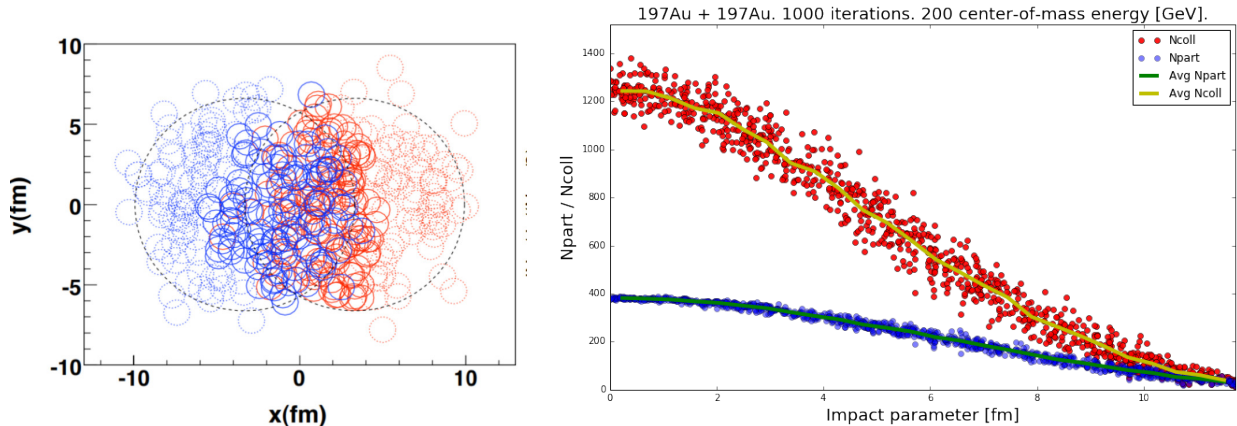 10
5
0
-5
-10
y(fm)
-10
0
10
x(fm)
197Au + 197Au. 1000 iterations. 200 center-of-mass energy [GeV].
1400
1200
1000
800
600
400
200
0
Npart / Ncoll
Ncoll
Npart
Avg Npart
Avg Ncoll
0
2
4
6
8
10
Impact parameter [fm]